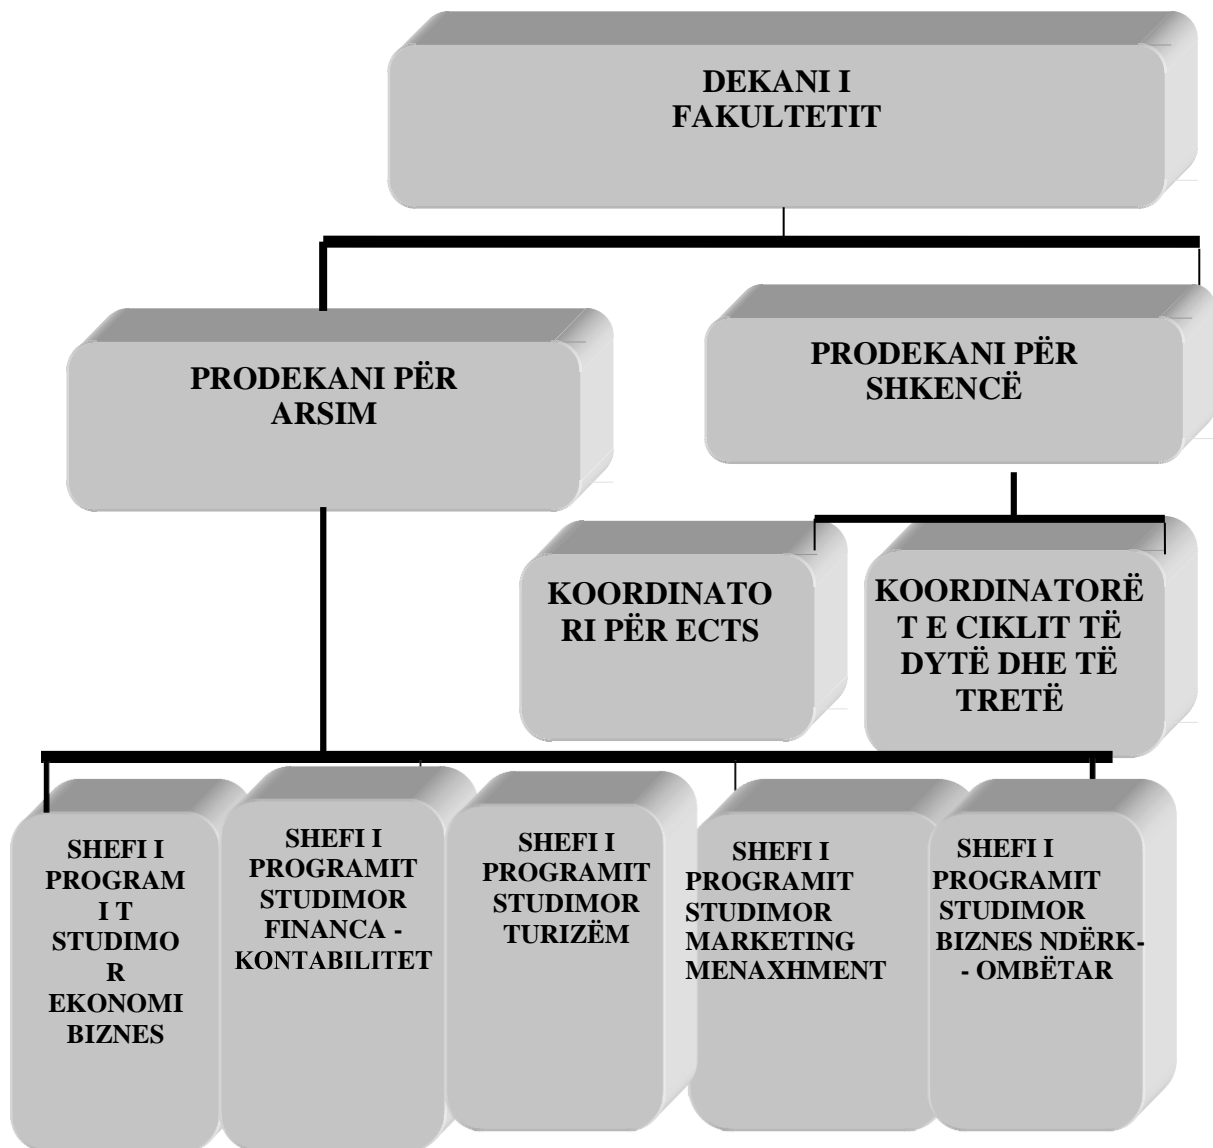 DEKANI I
FAKULTETIT
PRODEKANI PËR
ARSIM
PRODEKANI PËR
SHKENCË
KOORDINATO
RI PËR ECTS
KOORDINATORË
T E CIKLIT TË
DYTË DHE TË
TRETË
SHEFI I
PROGRAM
I T
STUDIMO
R
EKONOMI
BIZNES
SHEFI I
PROGRAMIT
STUDIMOR
FINANCA -
KONTABILITET
SHEFI I
PROGRAMIT
STUDIMOR
TURIZËM
SHEFI I
PROGRAMIT
STUDIMOR
MARKETING
MENAXHMENT
SHEFI I
PROGRAMIT
STUDIMOR
BIZNES NDËRK-
- OMBËTAR